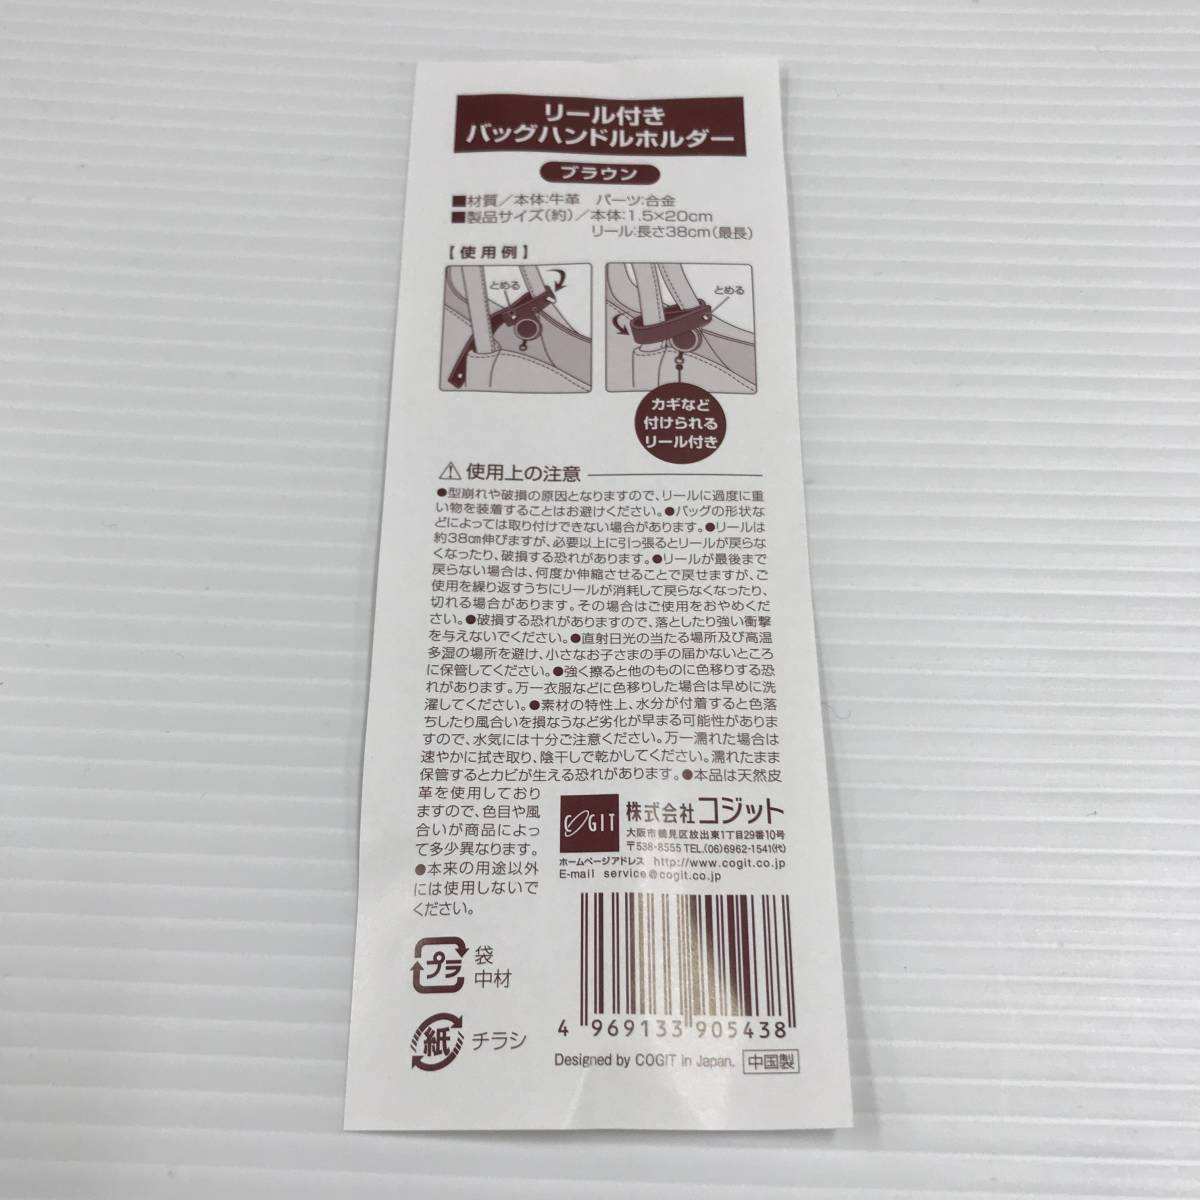 リール付き
バッグハンドルホルダー
ブラウン
■材質／本体:牛革　パーツ:合金
■製品サイズ(約)／本体:1.5×20cm
リール:長さ38cm(最長)
【使用例】
とめる
とめる
カギなど
付けられる
リール付き
⚠使用上の注意
●型崩れや破損の原因となりますので、リールに過度に重
い物を装着することはお避けください。●バッグの形状な
どによっては取り付けできない場合があります。●リールは
約38cm伸びますが、必要以上に引っ張るとリールが戻らな
くなったり、破損する恐れがあります。●リールが最後まで
戻らない場合は、何度か伸縮させることで戻せますが、ご
使用を繰り返すうちにリールが消耗して戻らなくなったり、
切れる場合があります。その場合はご使用をおやめくだ
さい。●破損する恐れがありますので、落としたり強い衝撃
を与えないでください。●直射日光の当たる場所及び高温
多湿の場所を避け、小さなお子さまの手の届かないところ
に保管してください。●強く擦ると他のものに色移りする恐
れがあります。万一衣服などに色移りした場合は早めに洗
濯してください。●素材の特性上、水分が付着すると色落
ちしたり風合いを損なうなど劣化が早まる可能性がありま
すので、水気には十分ご注意ください。万一濡れた場合は
速やかに拭き取り、陰干しで乾かしてください。濡れたまま
保管するとカビが生える恐れがあります。●本品は天然皮
革を使用しており
ますので、色目や風
合いが商品によっ
て多少異なります。
●本来の用途以外
には使用しないで
ください。
COGIT
株式会社コジット
大阪市鶴見区放出東1丁目29番10号
〒538-8555 TEL.(06)6962-1541(代)
ホームページアドレス http://www.cogit.co.jp
E-mail service@cogit.co.jp
プラ
袋
中材
紙
チラシ
4 969133 905438
Designed by COGIT in Japan. 中国製